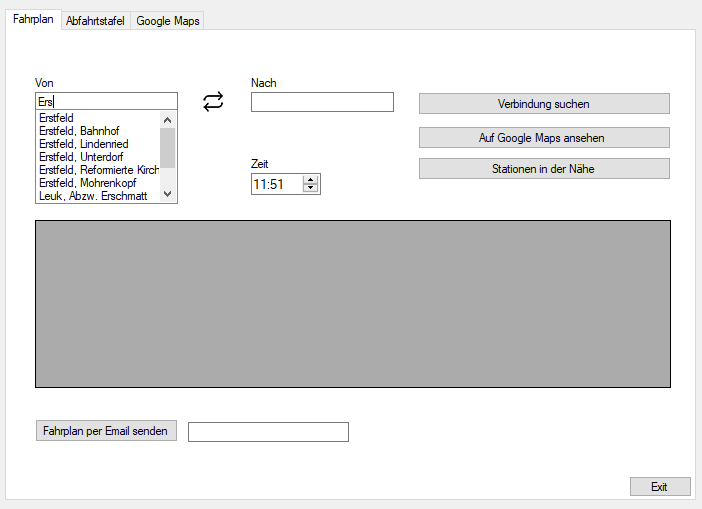 Fahrplan Abfahrtstafel Google Maps
Von Nach
Ers
Verbindung suchen
Erstfeld
Erstfeld, Bahnhof
Erstfeld, Lindenried
Erstfeld, Unterdorf
Erstfeld, Reformierte Kirch
Erstfeld, Mohrenkopf
Leuk, Abzw. Erschmatt
Auf Google Maps ansehen
Zeit
11:51
Stationen in der Nähe
Fahrplan per Email senden
Exit